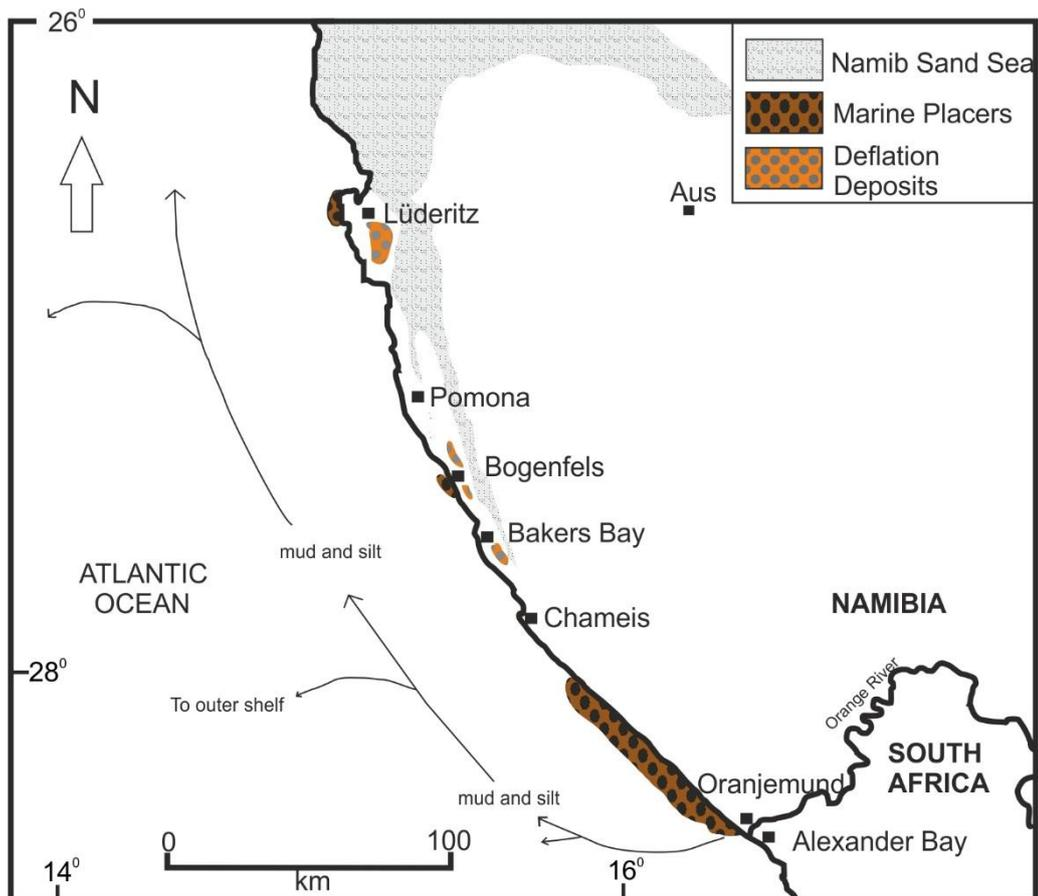 26⁰
Namib Sand Sea
N
Marine Placers
Deflation
Deposits
Aus
Lüderitz
Pomona
Bogenfels
Bakers Bay
mud and silt
ATLANTIC
OCEAN
NAMIBIA
Chameis
28⁰
Orange River
To outer shelf
SOUTH
AFRICA
Oranjemund
mud and silt
0
100
Alexander Bay
km
14⁰
16⁰